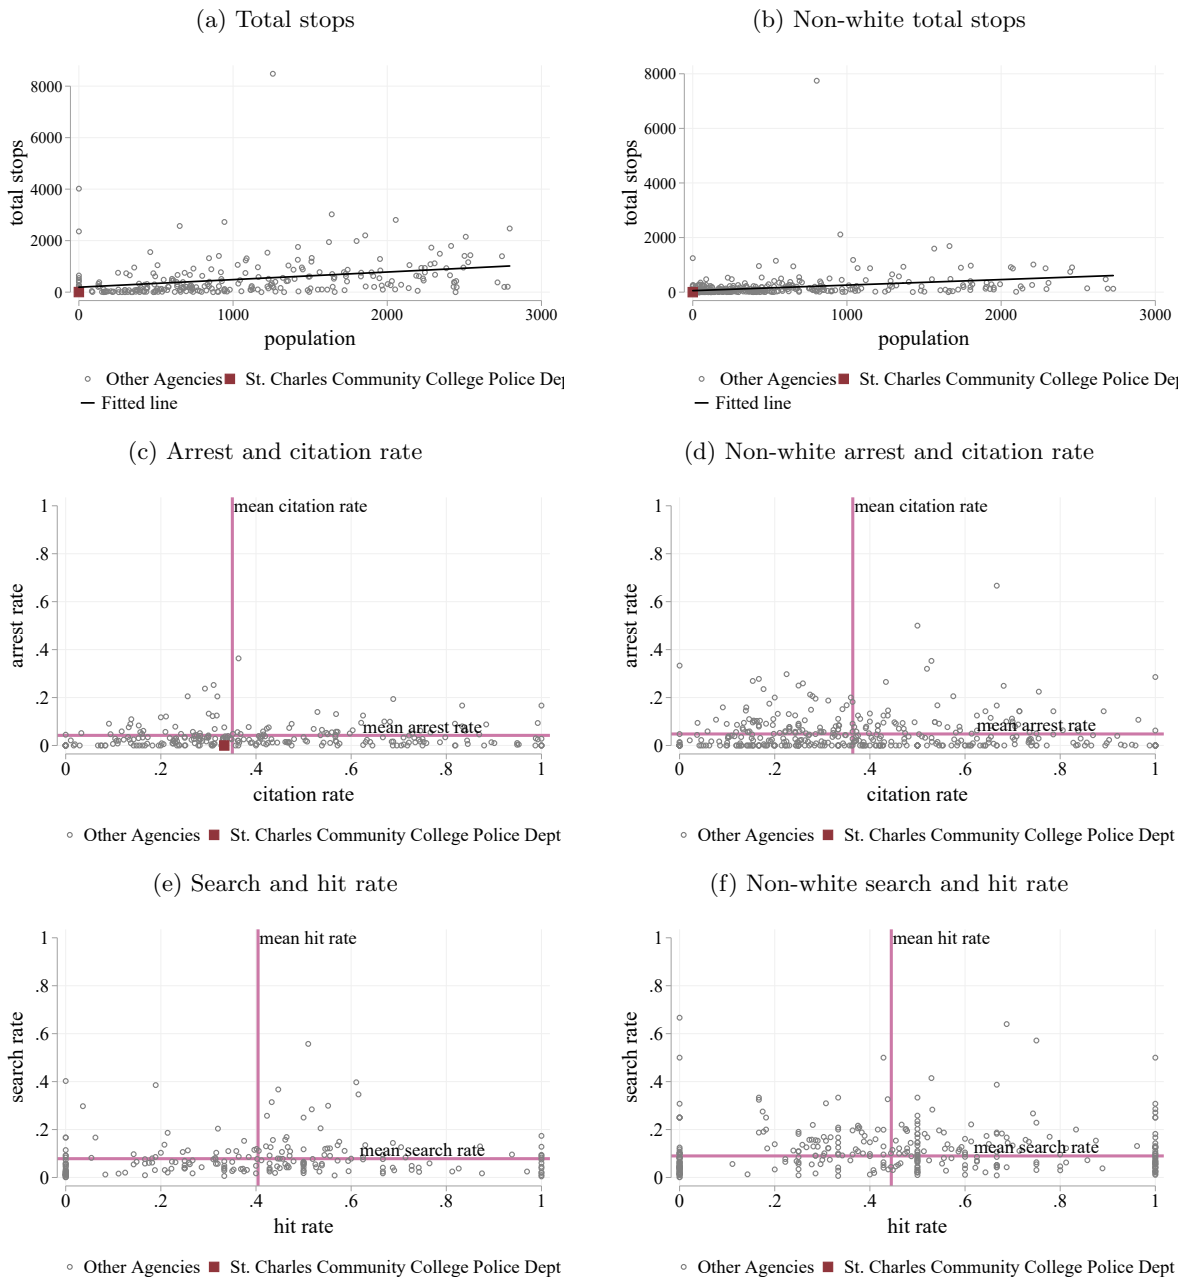 (a) Total stops
(b) Non-white total stops
8000
6000
4000
2000
0
total stops
0 1000 2000 3000
population
Other Agencies St. Charles Community College Police Dep
Fitted line
8000
6000
4000
2000
0
total stops
0 1000 2000 3000
population
Other Agencies St. Charles Community College Police Dep
Fitted line
(c) Arrest and citation rate
(d) Non-white arrest and citation rate
1
.8
.6
.4
.2
0
arrest rate
mean citation rate
mean arrest rate
0 .2 .4 .6 .8 1
citation rate
Other Agencies St. Charles Community College Police Dept
1
.8
.6
.4
.2
0
arrest rate
mean citation rate
mean arrest rate
0 .2 .4 .6 .8 1
citation rate
Other Agencies St. Charles Community College Police Dept
(e) Search and hit rate
(f) Non-white search and hit rate
1
.8
.6
.4
.2
0
search rate
mean hit rate
mean search rate
0 .2 .4 .6 .8 1
hit rate
Other Agencies St. Charles Community College Police Dept
1
.8
.6
.4
.2
0
search rate
mean hit rate
mean search rate
0 .2 .4 .6 .8 1
hit rate
Other Agencies St. Charles Community College Police Dept